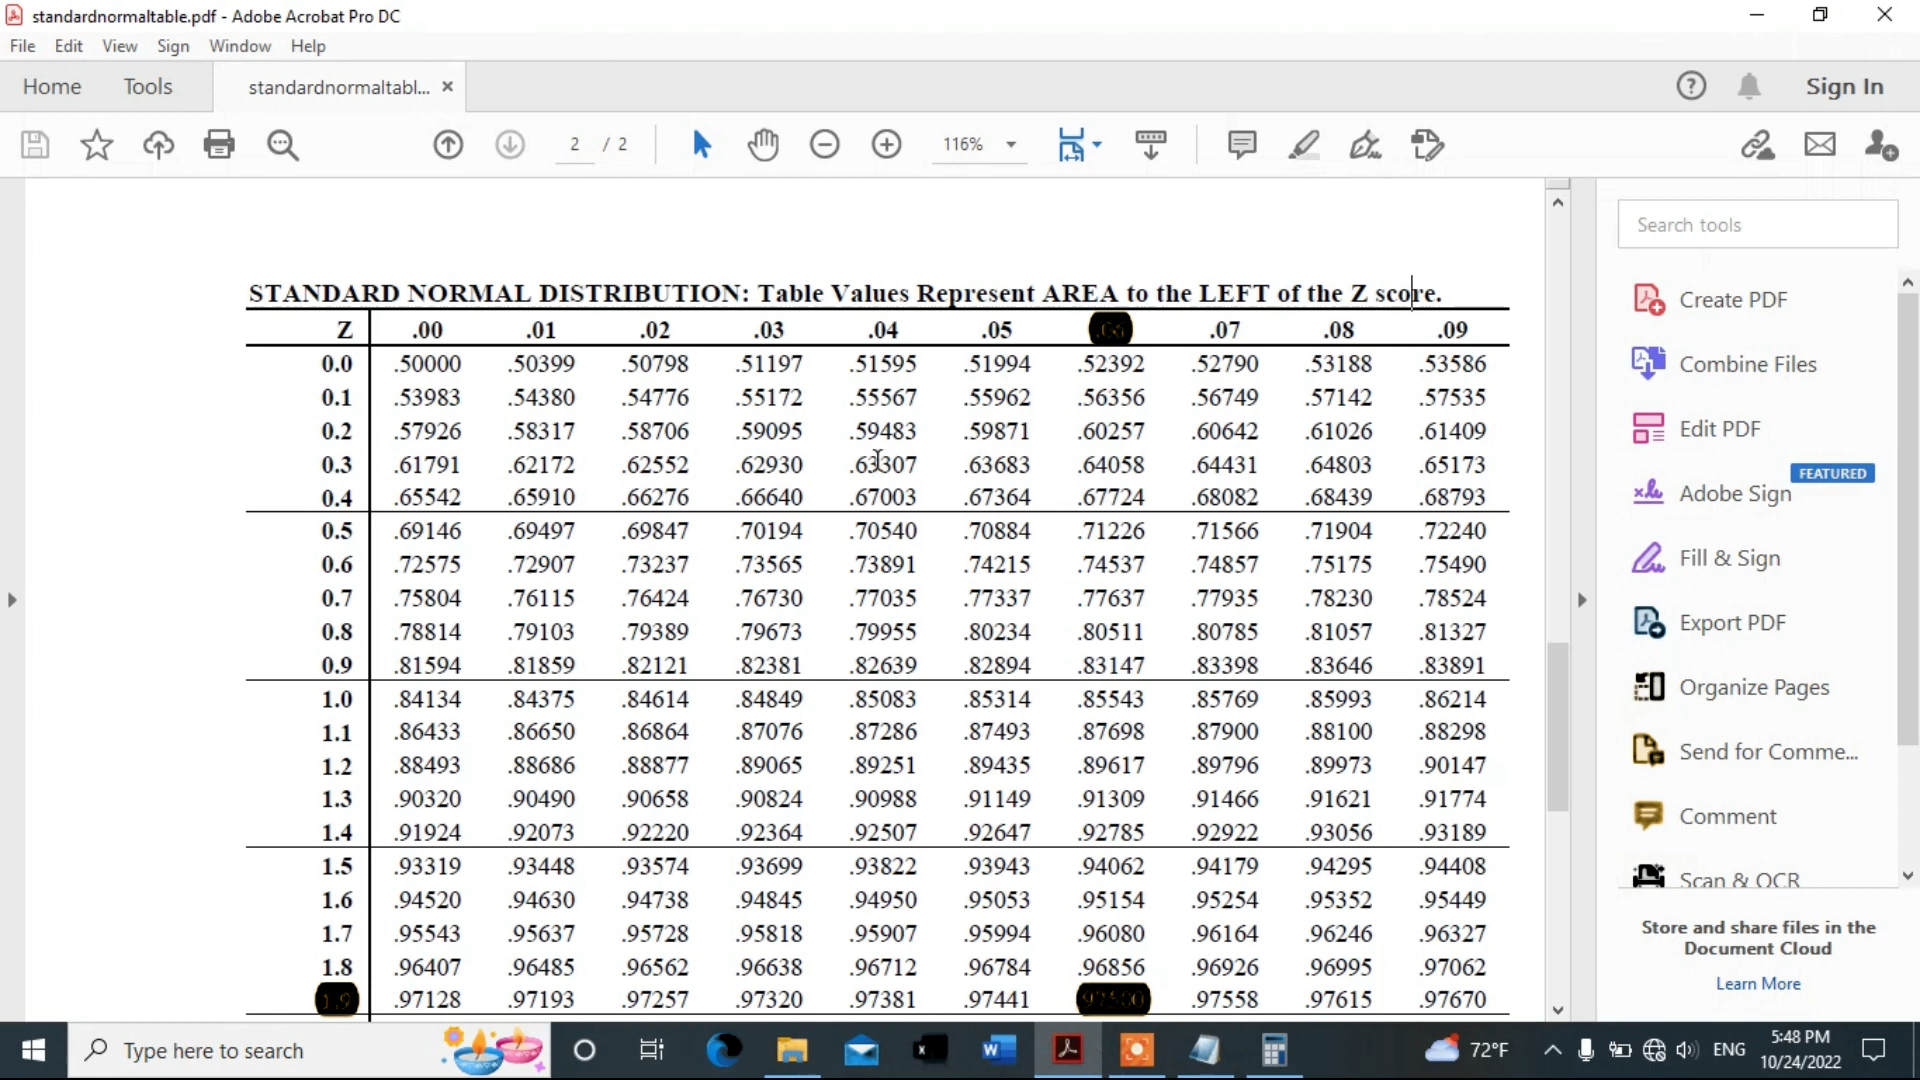 standardnormaltable.pdf - Adobe Acrobat Pro DC
File Edit View Sign Window Help
Home Tools standardnormaltabl... × Sign In
2 / 2 116%
Search tools
STANDARD NORMAL DISTRIBUTION: Table Values Represent AREA to the LEFT of the Z score.
Z .00 .01 .02 .03 .04 .05 .06 .07 .08 .09
0.0 .50000 .50399 .50798 .51197 .51595 .51994 .52392 .52790 .53188 .53586
0.1 .53983 .54380 .54776 .55172 .55567 .55962 .56356 .56749 .57142 .57535
0.2 .57926 .58317 .58706 .59095 .59483 .59871 .60257 .60642 .61026 .61409
0.3 .61791 .62172 .62552 .62930 .63307 .63683 .64058 .64431 .64803 .65173
0.4 .65542 .65910 .66276 .66640 .67003 .67364 .67724 .68082 .68439 .68793
0.5 .69146 .69497 .69847 .70194 .70540 .70884 .71226 .71566 .71904 .72240
0.6 .72575 .72907 .73237 .73565 .73891 .74215 .74537 .74857 .75175 .75490
0.7 .75804 .76115 .76424 .76730 .77035 .77337 .77637 .77935 .78230 .78524
0.8 .78814 .79103 .79389 .79673 .79955 .80234 .80511 .80785 .81057 .81327
0.9 .81594 .81859 .82121 .82381 .82639 .82894 .83147 .83398 .83646 .83891
1.0 .84134 .84375 .84614 .84849 .85083 .85314 .85543 .85769 .85993 .86214
1.1 .86433 .86650 .86864 .87076 .87286 .87493 .87698 .87900 .88100 .88298
1.2 .88493 .88686 .88877 .89065 .89251 .89435 .89617 .89796 .89973 .90147
1.3 .90320 .90490 .90658 .90824 .90988 .91149 .91309 .91466 .91621 .91774
1.4 .91924 .92073 .92220 .92364 .92507 .92647 .92785 .92922 .93056 .93189
1.5 .93319 .93448 .93574 .93699 .93822 .93943 .94062 .94179 .94295 .94408
1.6 .94520 .94630 .94738 .94845 .94950 .95053 .95154 .95254 .95352 .95449
1.7 .95543 .95637 .95728 .95818 .95907 .95994 .96080 .96164 .96246 .96327
1.8 .96407 .96485 .96562 .96638 .96712 .96784 .96856 .96926 .96995 .97062
1.9 .97128 .97193 .97257 .97320 .97381 .97441 .97500 .97558 .97615 .97670
Create PDF
Combine Files
Edit PDF
FEATURED
Adobe Sign
Fill & Sign
Export PDF
Organize Pages
Send for Comme...
Comment
Scan & OCR
Store and share files in the
Document Cloud
Learn More
Type here to search
72°F ENG 5:48 PM
10/24/2022